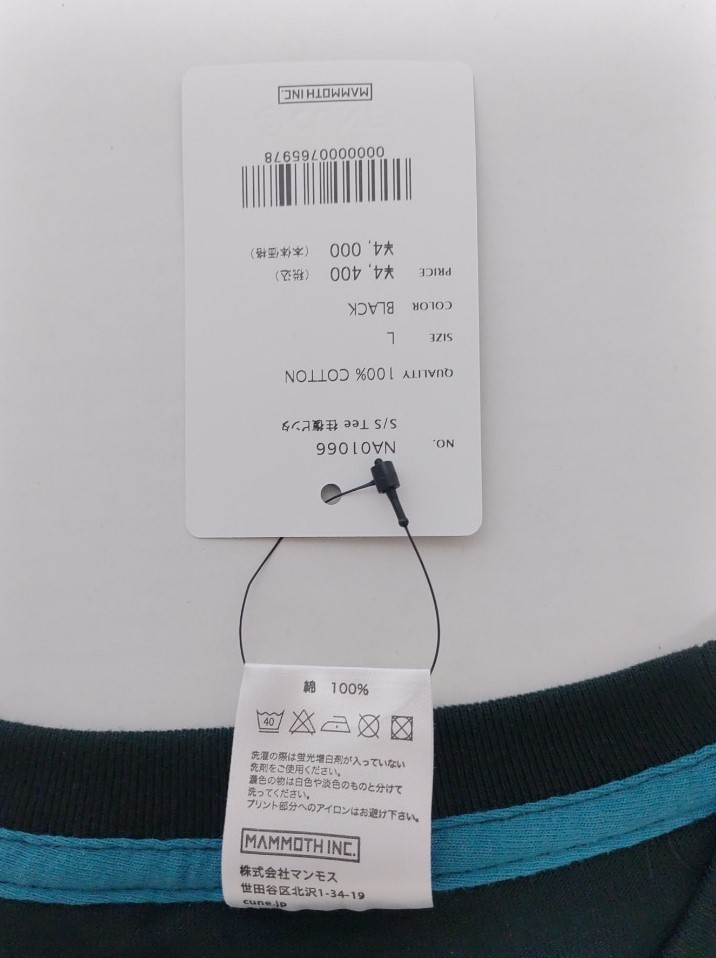 NO. NA01066
S/S Tee 往復ビンタ
QUALITY 100% COTTON
SIZE L
COLOR BLACK
PRICE ¥4,400 (税込)
¥4,000 (本体価格)
0000000765978
MAMMOTH INC.
綿 100%
40
洗濯の際は蛍光増白剤が入っていない
洗剤をご使用ください。
濃色の物は白色や淡色のものと分けて
洗ってください。
プリント部分へのアイロンはお避け下さい。
MAMMOTH INC.
株式会社マンモス
世田谷区北沢1-34-19
cune.jp